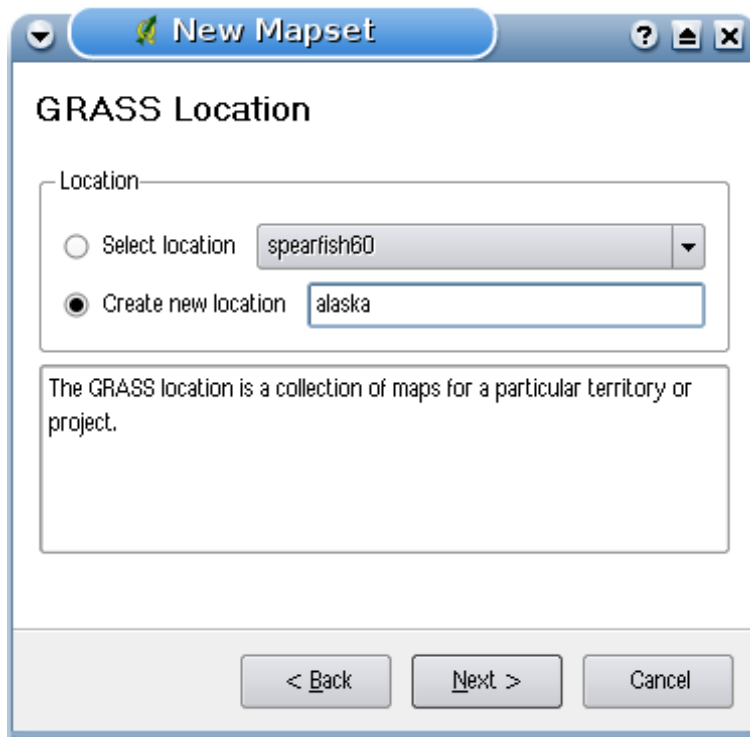 New Mapset
GRASS Location
Location
Select location spearfish60
Create new location alaska
The GRASS location is a collection of maps for a particular territory or
project.
< Back Next > Cancel